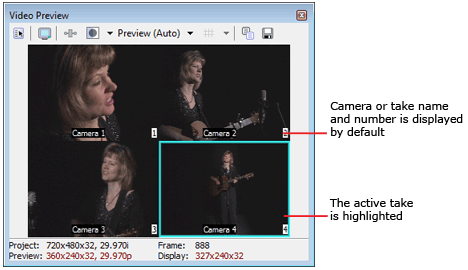 Video Preview
Preview (Auto)
Camera 1 1
Camera 2 2
Camera 3 3
Camera 4 4
Camera or take name
and number is displayed
by default
The active take
is highlighted
Project: 720x480x32, 29.970i Frame: 888
Preview: 360x240x32, 29.970p Display: 327x240x32